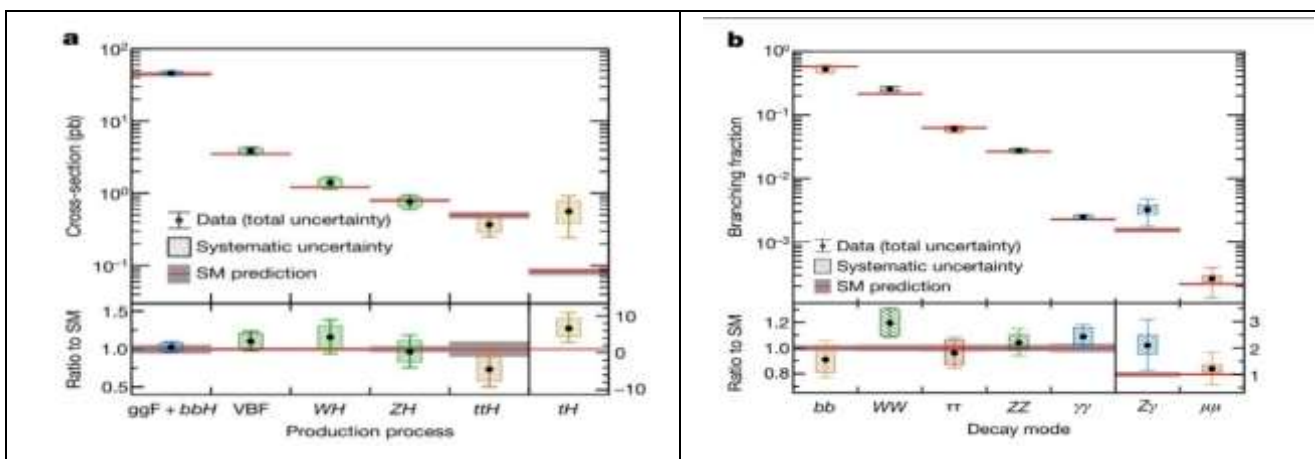 a
10²
10¹
10⁰
10⁻¹
Cross-section (pb)
Data (total uncertainty)
Systematic uncertainty
SM prediction
1.5
1.0
0.5
Ratio to SM
10
0
−10
ggF + bbH VBF WH ZH ttH tH
Production process
b
10⁰
10⁻¹
10⁻²
10⁻³
Branching fraction
Data (total uncertainty)
Systematic uncertainty
SM prediction
1.2
1.0
0.8
Ratio to SM
3
2
1
bb WW ττ ZZ γγ Zγ μμ
Decay mode